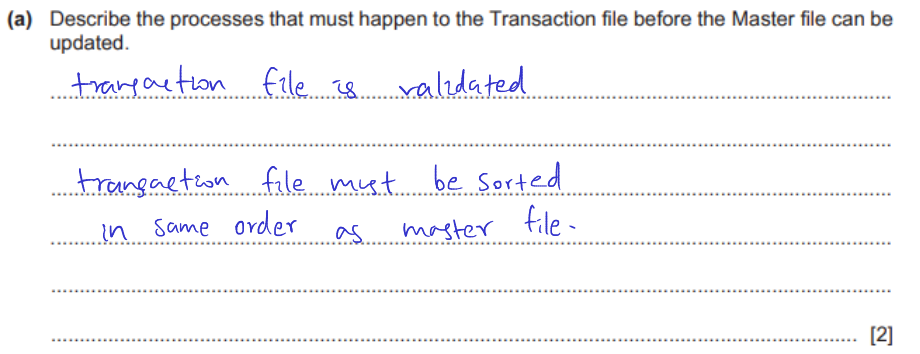 (a) Describe the processes that must happen to the Transaction file before the Master file can be
updated.
transaction file is validated
transaction file must be sorted
in same order as master file.
[2]